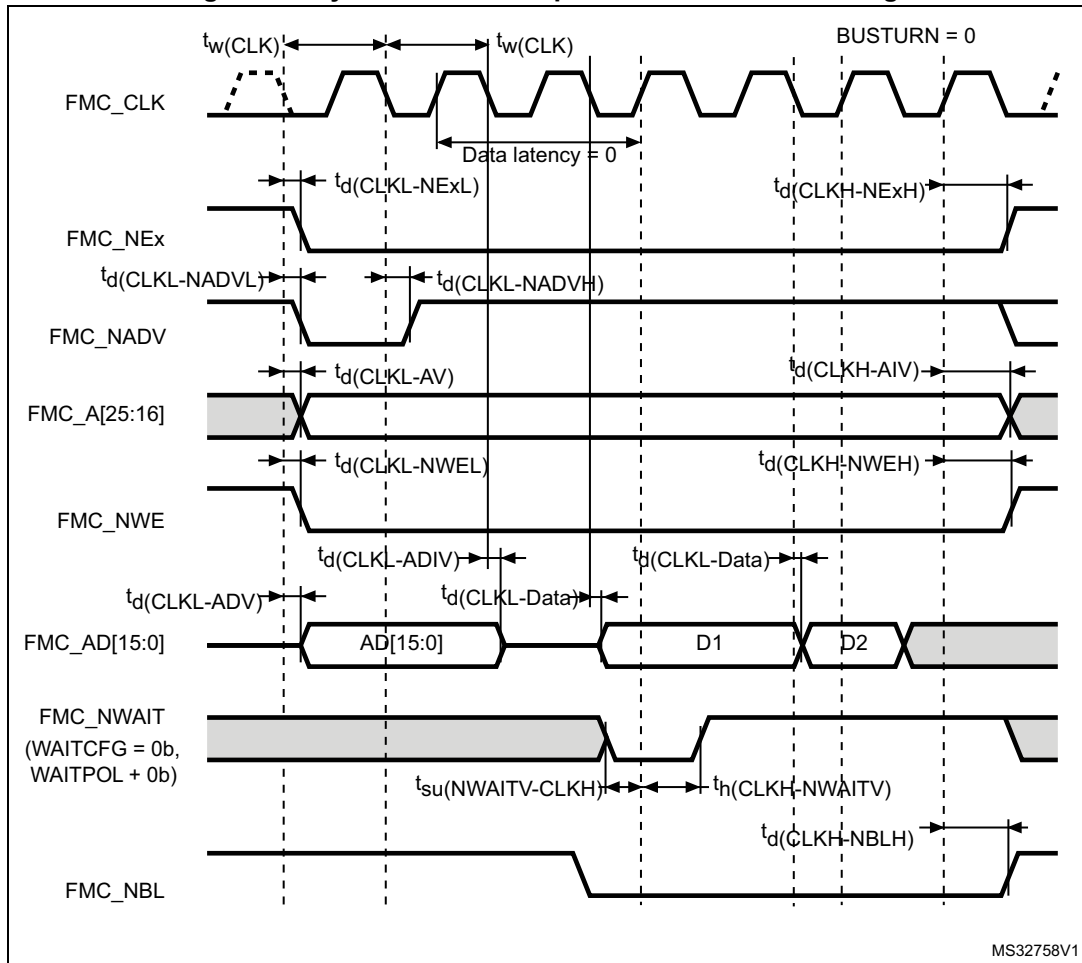 tw(CLK) tw(CLK) BUSTURN = 0
FMC_CLK
Data latency = 0
td(CLKL-NExL) td(CLKH-NExH)
FMC_NEx
td(CLKL-NADVL) td(CLKL-NADVH)
FMC_NADV
td(CLKL-AV) td(CLKH-AIV)
FMC_A[25:16]
td(CLKL-NWEL) td(CLKH-NWEH)
FMC_NWE
td(CLKL-ADIV) td(CLKL-Data)
td(CLKL-ADV) td(CLKL-Data)
FMC_AD[15:0] AD[15:0] D1 D2
FMC_NWAIT
(WAITCFG = 0b,
WAITPOL + 0b)
tsu(NWAITV-CLKH) th(CLKH-NWAITV)
td(CLKH-NBLH)
FMC_NBL
MS32758V1